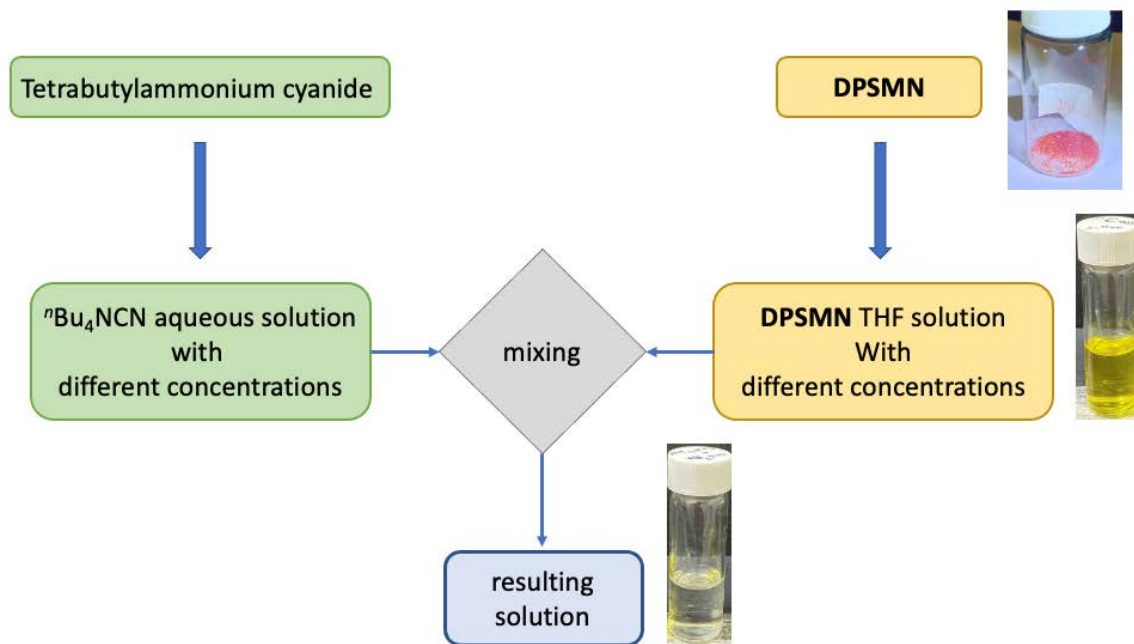 Tetrabutylammonium cyanide
DPSMN
ⁿBu₄NCN aqueous solution
with
different concentrations
mixing
DPSMN THF solution
With
different concentrations
resulting
solution